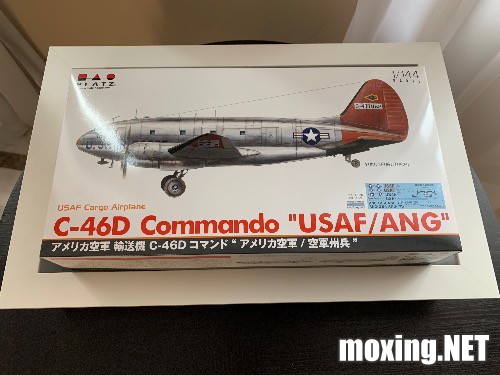 PLATZ
1/144
SCALE
USAF Cargo Airplane
C-46D Commando "USAF/ANG"
アメリカ空軍 輸送機 C-46D コマンド “ アメリカ空軍 / 空軍州兵 ”
moxing.NET